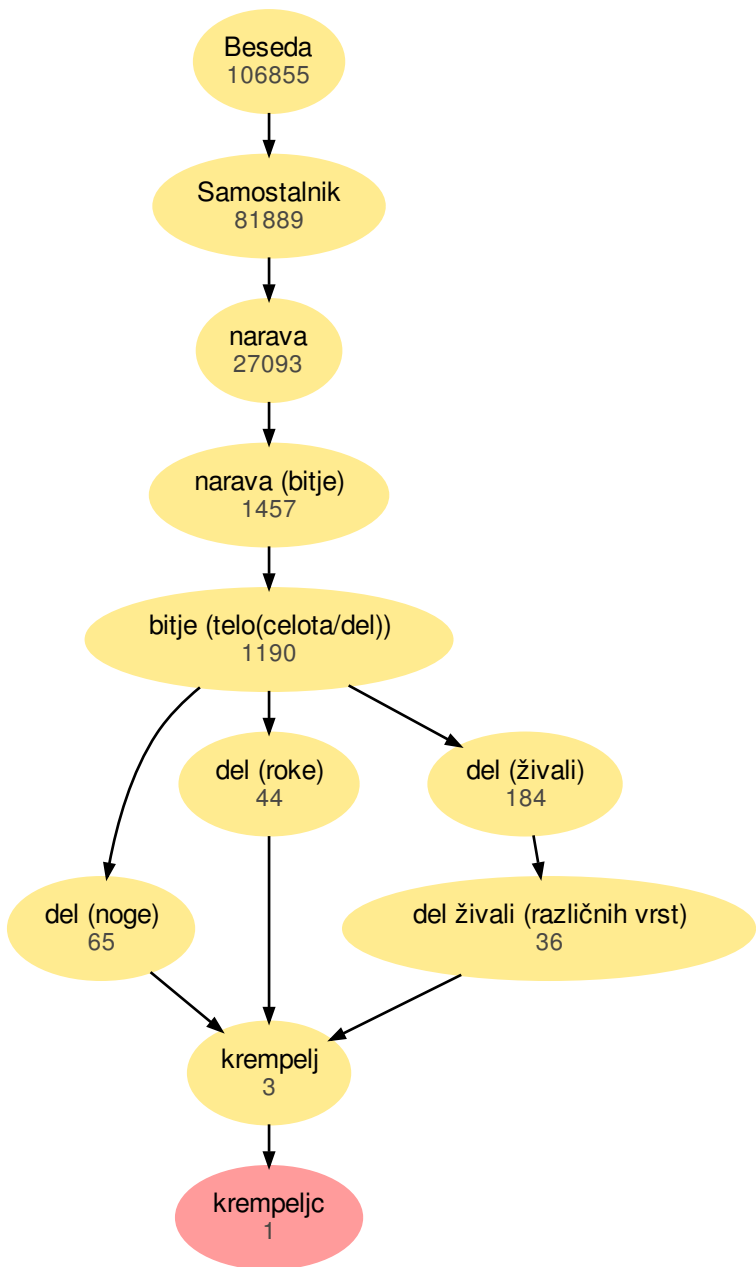 Beseda
106855
Samostalnik
81889
narava
27093
narava (bitje)
1457
bitje (telo(celota/del))
1190
del (roke)
44
del (živali)
184
del (noge)
65
del živali (različnih vrst)
36
krempelj
3
krempeljc
1